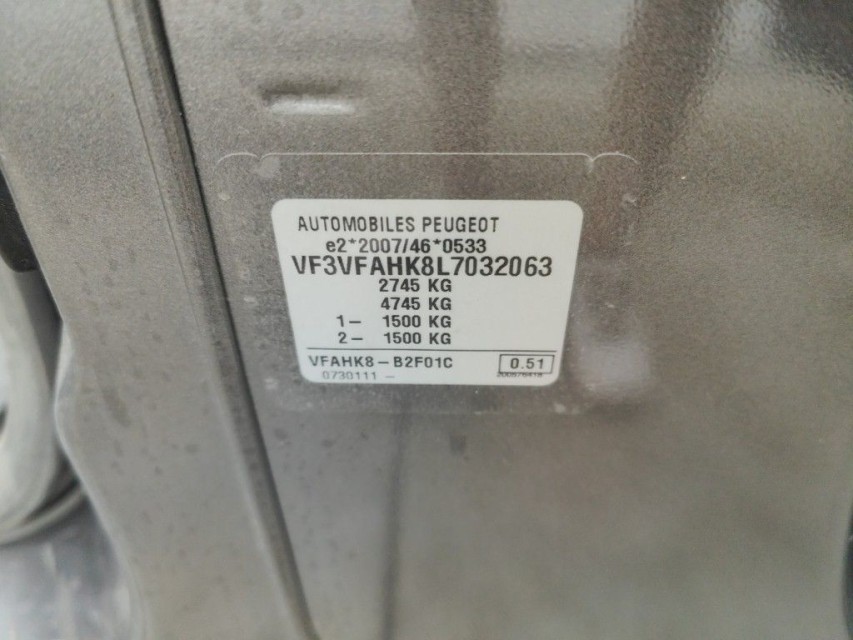 AUTOMOBILES PEUGEOT
e2*2007/46*0533
VF3VFAHK8L7032063
2745 KG
4745 KG
1- 1500 KG
2- 1500 KG
VFAHK8-B2F01C 0.51
0730111 -